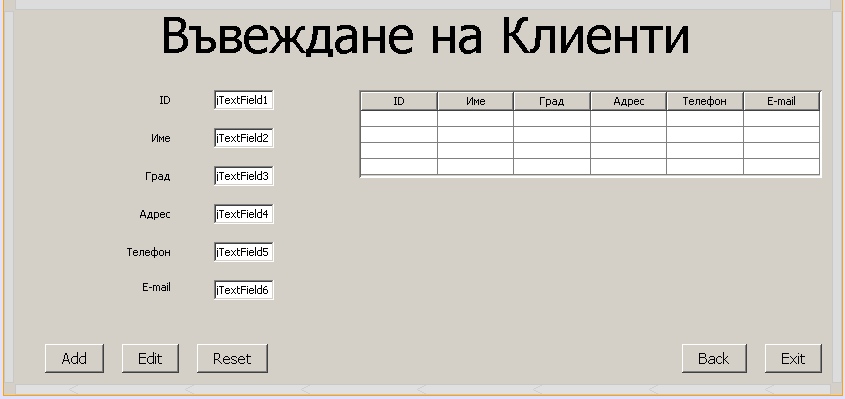 Въвеждане на Клиенти
ID jTextField1
Име jTextField2
Град jTextField3
Адрес jTextField4
Телефон jTextField5
E-mail jTextField6
ID Име Град Адрес Телефон E-mail
Add Edit Reset Back Exit